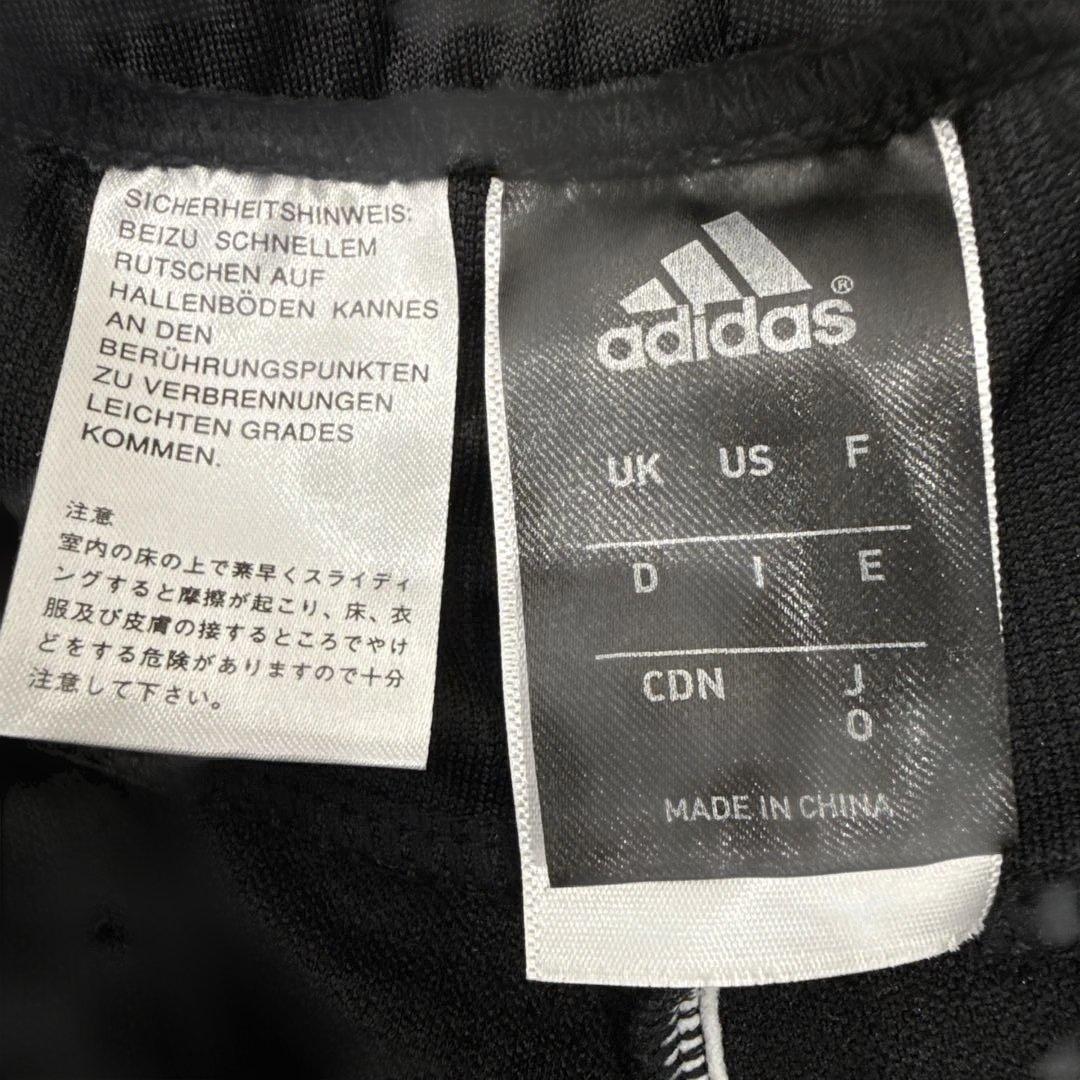 SICHERHEITSHINWEIS:
BEIZU SCHNELLEM
RUTSCHEN AUF
HALLENBÖDEN KANNES
AN DEN
BERÜHRUNGSPUNKTEN
ZU VERBRENNUNGEN
LEICHTEN GRADES
KOMMEN.
注意
室内の床の上で素早くスライディ
ングすると摩擦が起こり、床、衣
服及び皮膚の接するところでやけ
どをする危険がありますので十分
注意して下さい。
adidas®
UK US F
D I E
CDN J
O
MADE IN CHINA